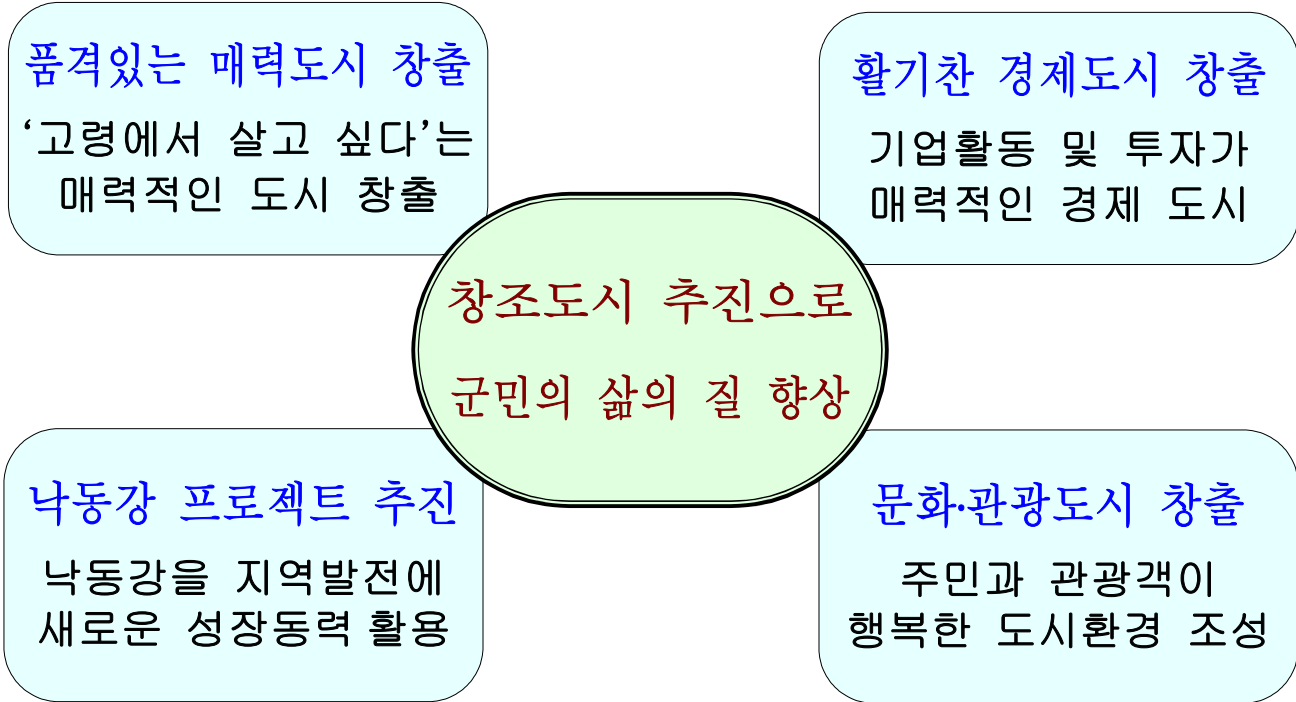 품격있는 매력도시 창출
‘고령에서 살고 싶다’는
매력적인 도시 창출
활기찬 경제도시 창출
기업활동 및 투자가
매력적인 경제 도시
창조도시 추진으로
군민의 삶의 질 향상
낙동강 프로젝트 추진
낙동강을 지역발전에
새로운 성장동력 활용
문화·관광도시 창출
주민과 관광객이
행복한 도시환경 조성